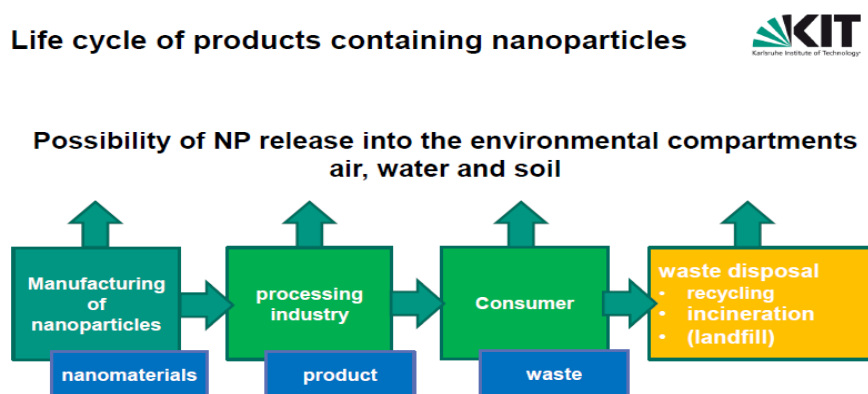 Life cycle of products containing nanoparticles
KIT
Karlsruhe Institute of Technology
Possibility of NP release into the environmental compartments
air, water and soil
Manufacturing
of
nanoparticles
nanomaterials
processing
industry
product
Consumer
waste
waste disposal
• recycling
• incineration
• (landfill)